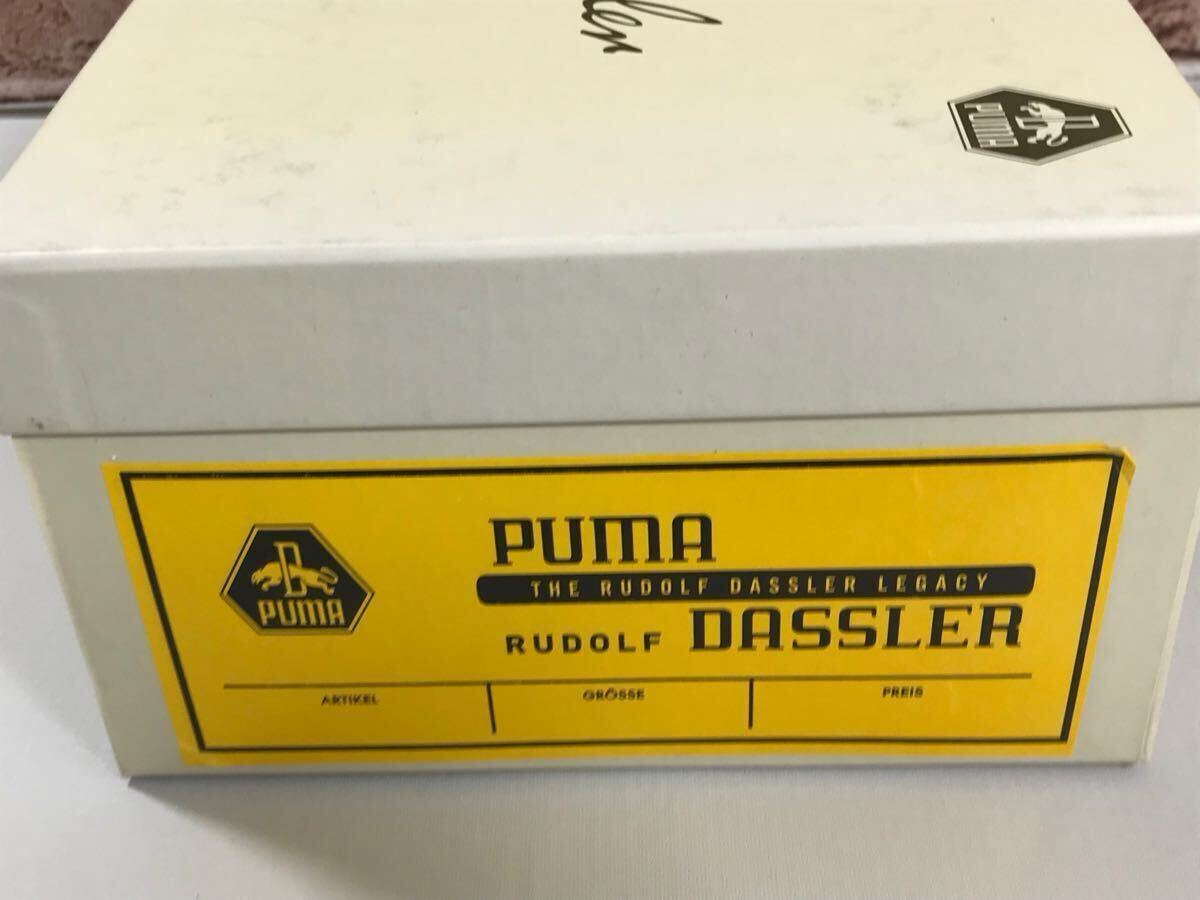 PUMA
D
PUMA
PUMA
THE RUDOLF DASSLER LEGACY
RUDOLF DASSLER
ARTIKEL GRÖSSE PREIS